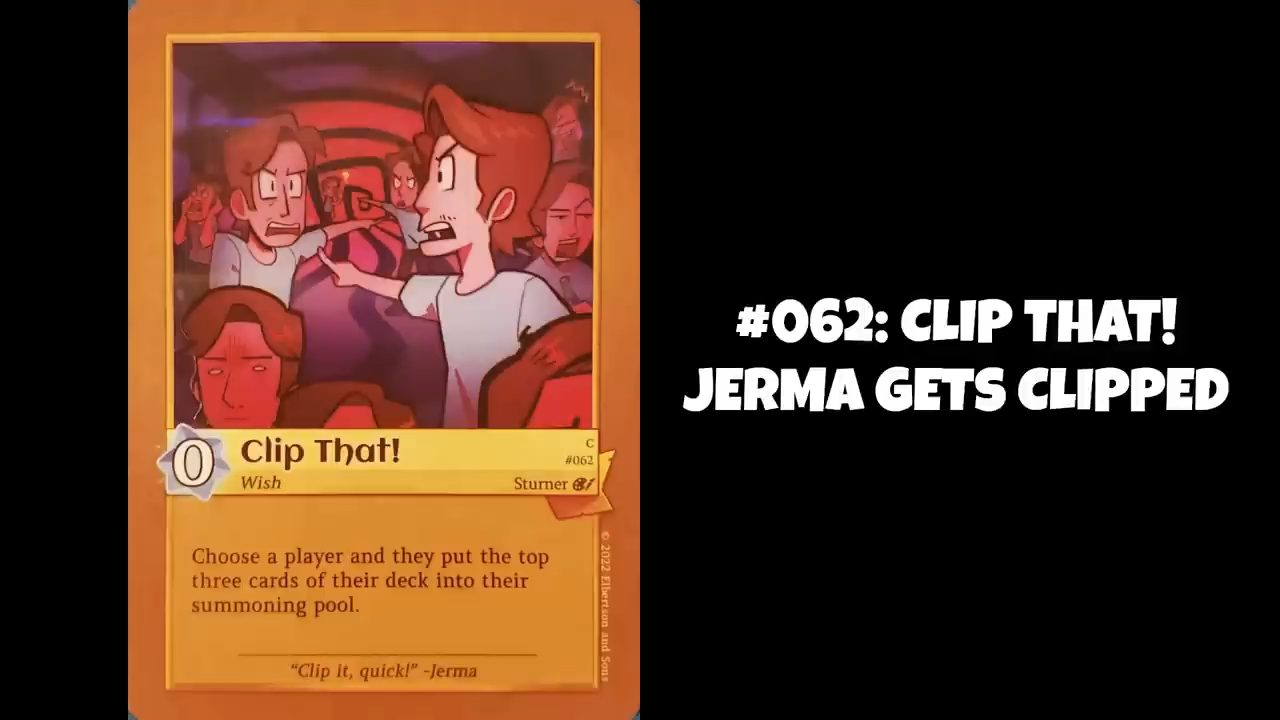 0
Clip That!
C
#062
Wish
Sturner
Choose a player and they put the top
three cards of their deck into their
summoning pool.
“Clip it, quick!” -Jerma
© 2022 Elbertson and Sons
#062: CLIP THAT!
JERMA GETS CLIPPED